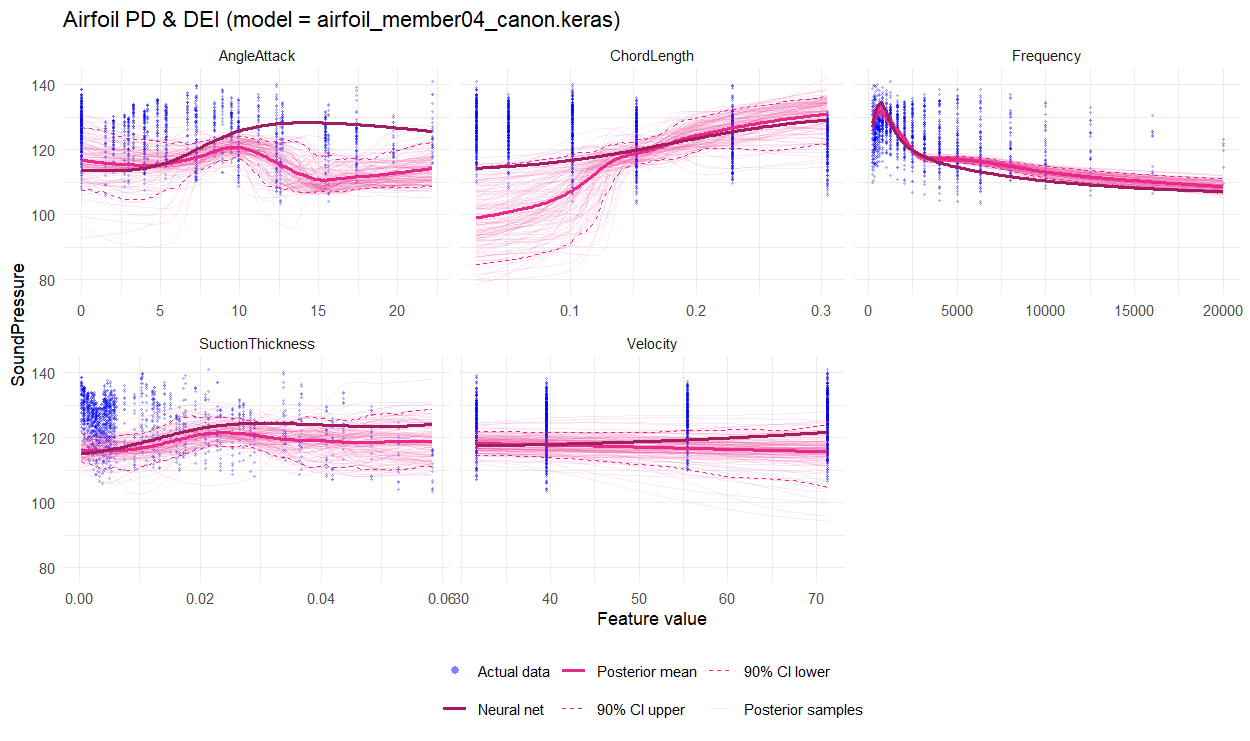 Airfoil PD & DEI (model = airfoil_member04_canon.keras)
AngleAttack
ChordLength
Frequency
140
120
100
80
0 5 10 15 20
0.1 0.2 0.3
0 5000 10000 15000 20000
SoundPressure
SuctionThickness
Velocity
140
120
100
80
0.00 0.02 0.04 0.06
30 40 50 60 70
Feature value
Actual data Posterior mean 90% CI lower
Neural net 90% CI upper Posterior samples